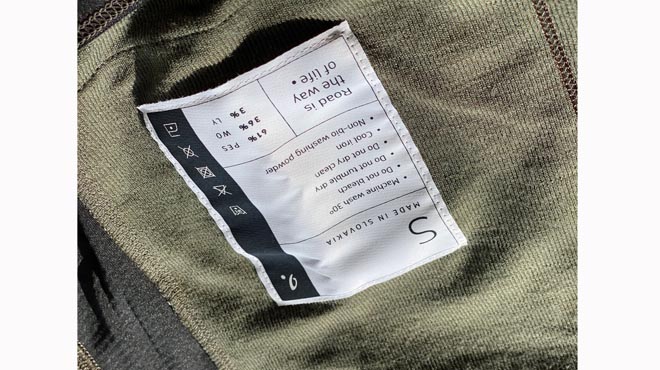 S
MADE IN SLOVAKIA
• Machine wash 30°
• Do not bleach
• Do not tumble dry
• Do not dry clean
• Cool iron
• Non-bio washing powder
61% PES
36% WO
3% LY
Road is
the way
of life •